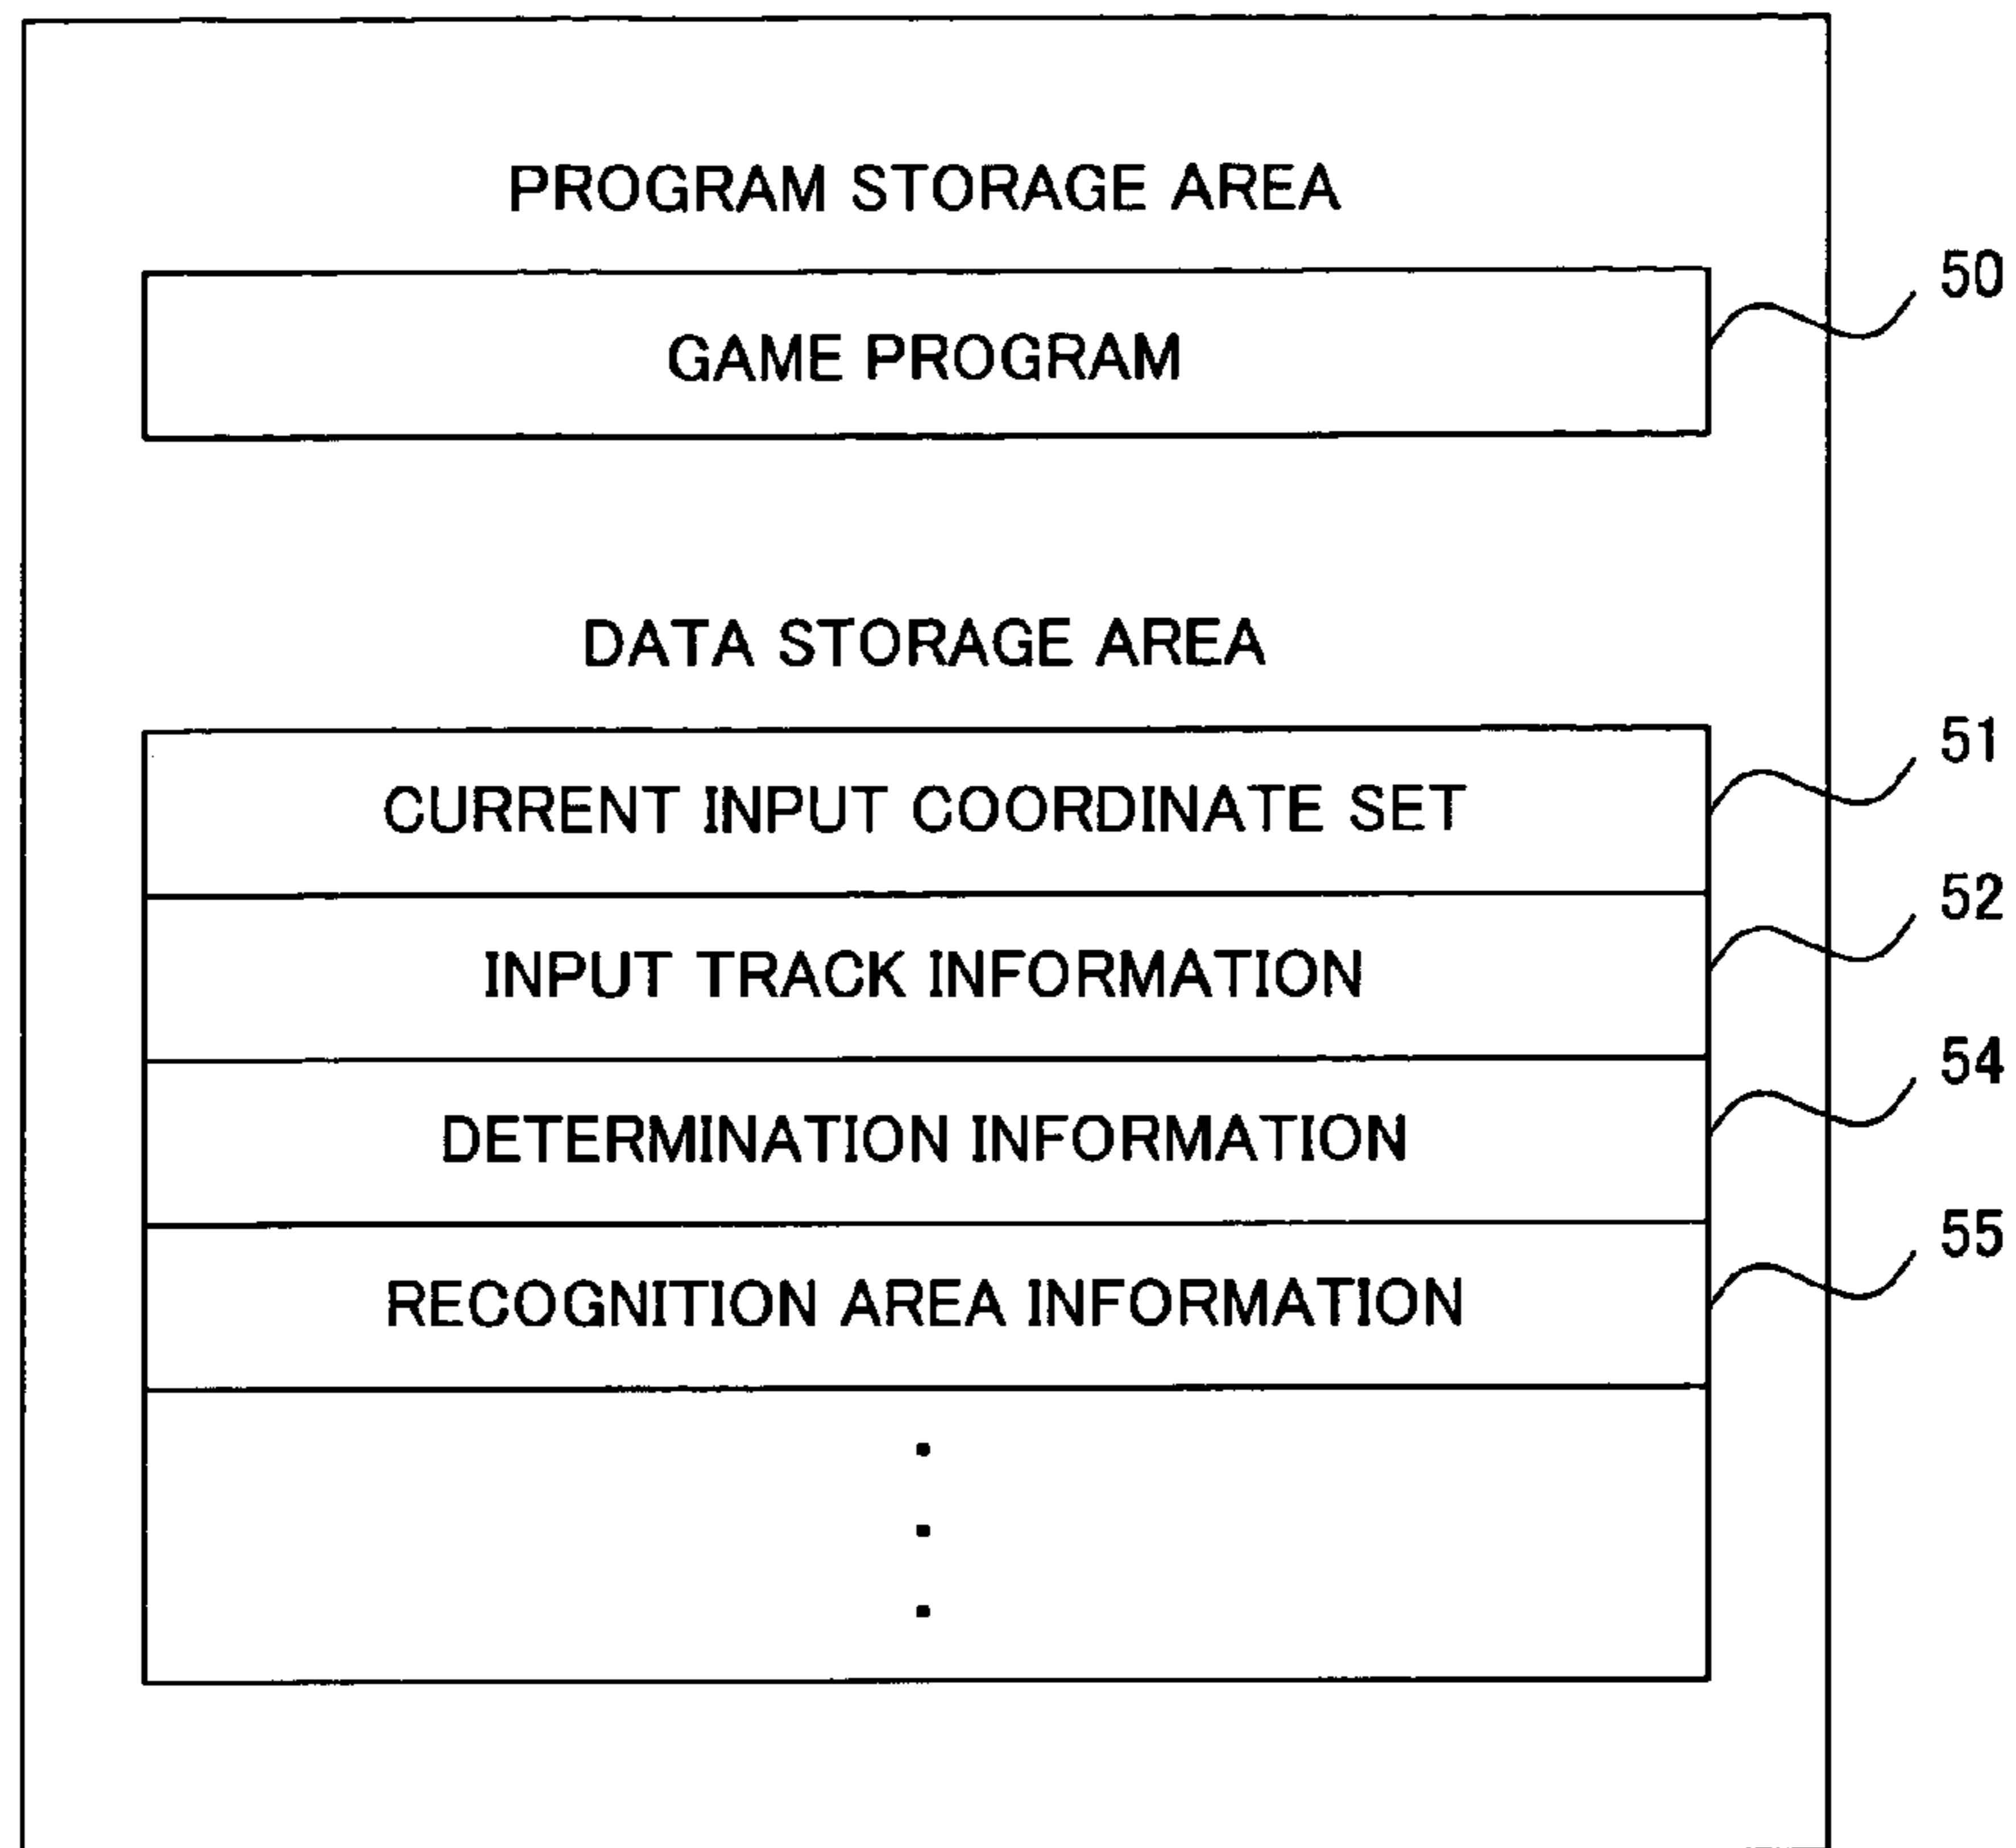 PROGRAM STORAGE AREA
GAME PROGRAM
50
DATA STORAGE AREA
CURRENT INPUT COORDINATE SET
51
INPUT TRACK INFORMATION
52
DETERMINATION INFORMATION
54
RECOGNITION AREA INFORMATION
55